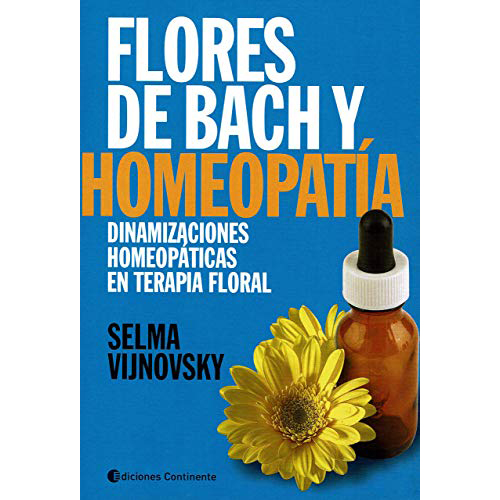 FLORES
DE BACH Y
HOMEOPATÍA
DINAMIZACIONES
HOMEOPÁTICAS
EN TERAPIA FLORAL
SELMA
VIJNOVSKY
Ediciones Continente